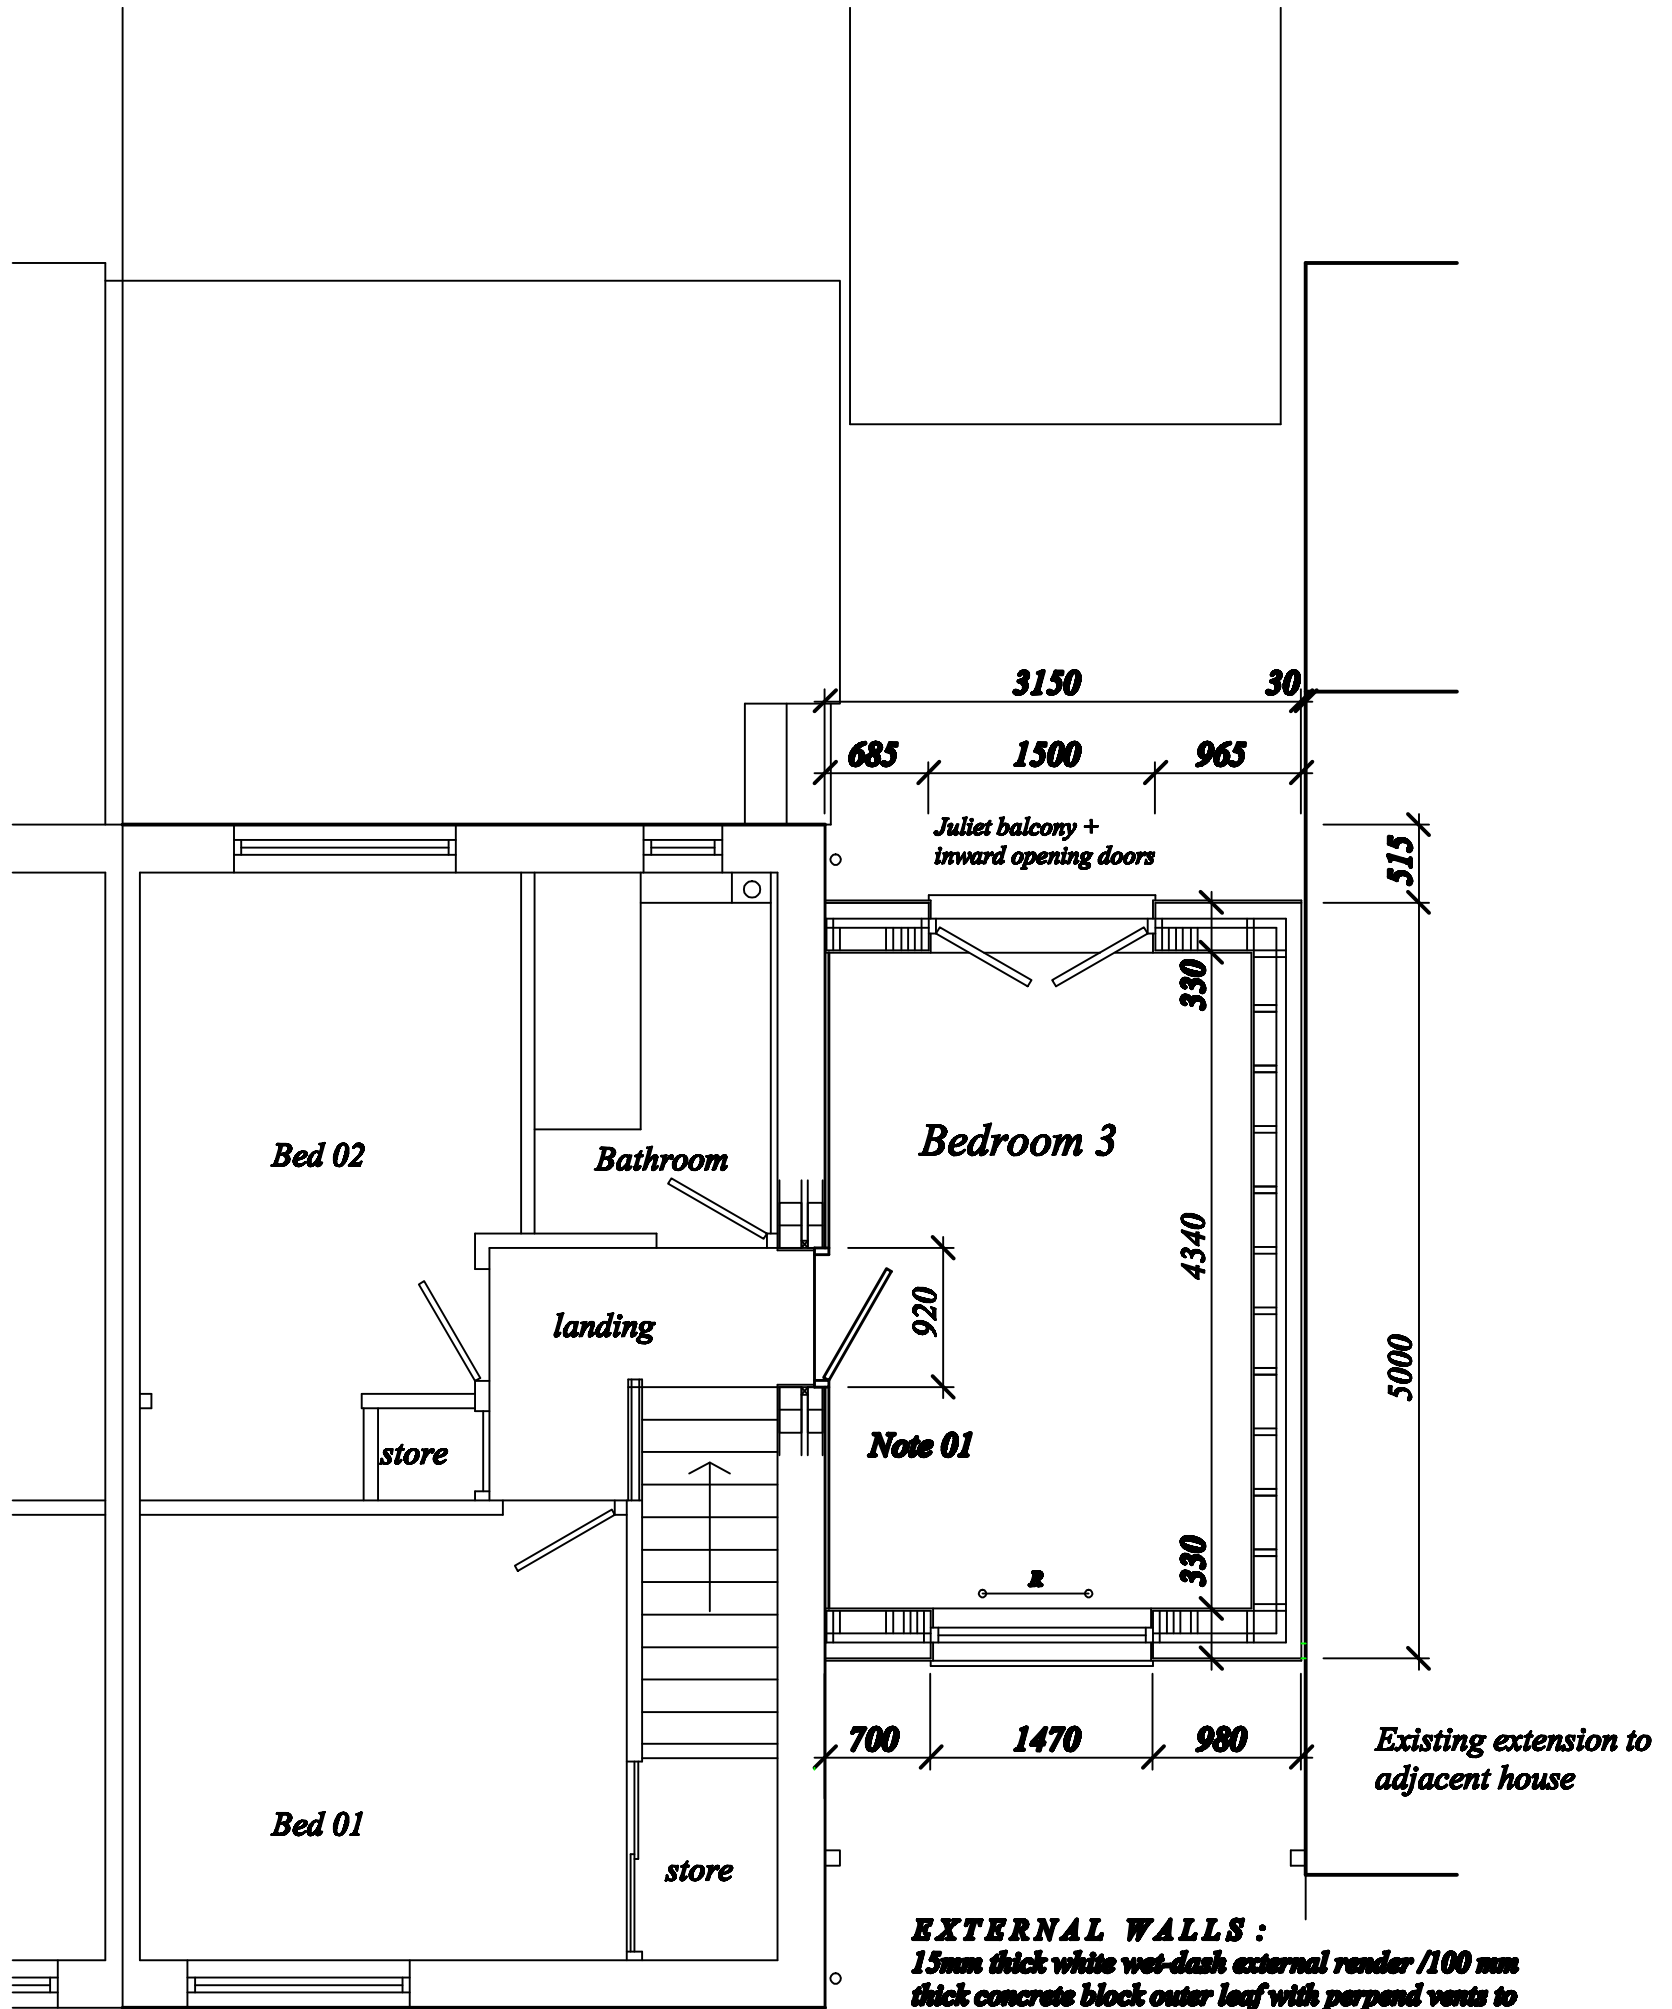 3150 30
685 1500 965
Juliet balcony +
inward opening doors
515
330
Bedroom 3
Bed 02
Bathroom
4340
920
landing
5000
Note 01
store
330
R
700 1470 980
Existing extension to
adjacent house
Bed 01
store
EXTERNAL WALLS :
15mm thick white wet-dash external render /100 mm
thick concrete block outer leaf with perpend vents to